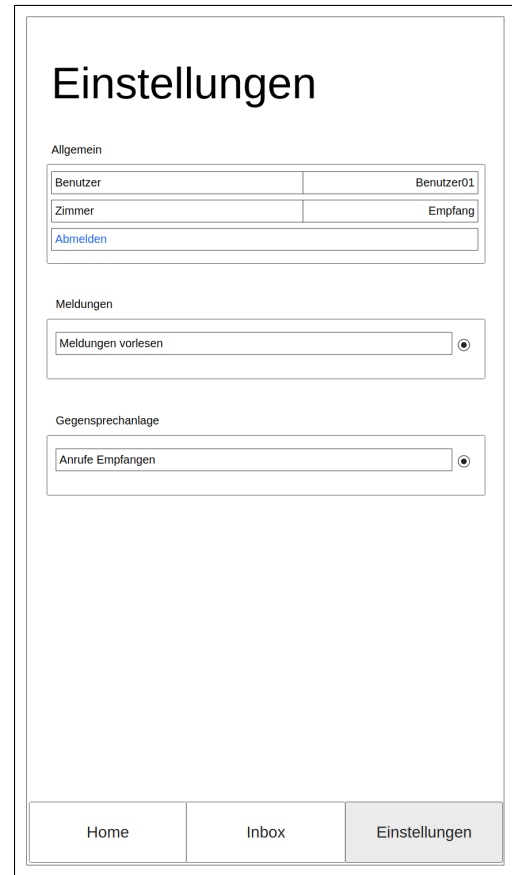 Einstellungen
Allgemein
Benutzer Benutzer01
Zimmer Empfang
Abmelden
Meldungen
Meldungen vorlesen
Gegensprechanlage
Anrufe Empfangen
Home Inbox Einstellungen